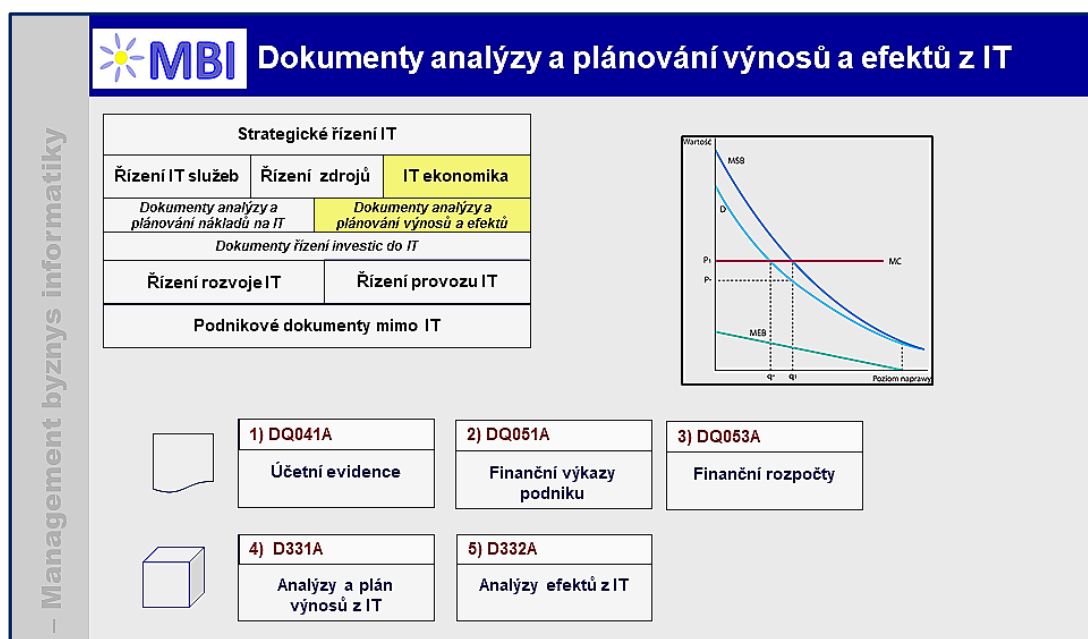 – Management byznys informatiky
MBI
Dokumenty analýzy a plánování výnosů a efektů z IT
Strategické řízení IT
Řízení IT služeb
Řízení zdrojů
IT ekonomika
Dokumenty analýzy a
plánování nákladů na IT
Dokumenty analýzy a
plánování výnosů a efektů
Dokumenty řízení investic do IT
Řízení rozvoje IT
Řízení provozu IT
Podnikové dokumenty mimo IT
Wartość
MSB
D
P₁
MC
MEB
q₁
Poziom naprawy
1) DQ041A
Účetní evidence
2) DQ051A
Finanční výkazy
podniku
3) DQ053A
Finanční rozpočty
4) D331A
Analýzy a plán
výnosů z IT
5) D332A
Analýzy efektů z IT